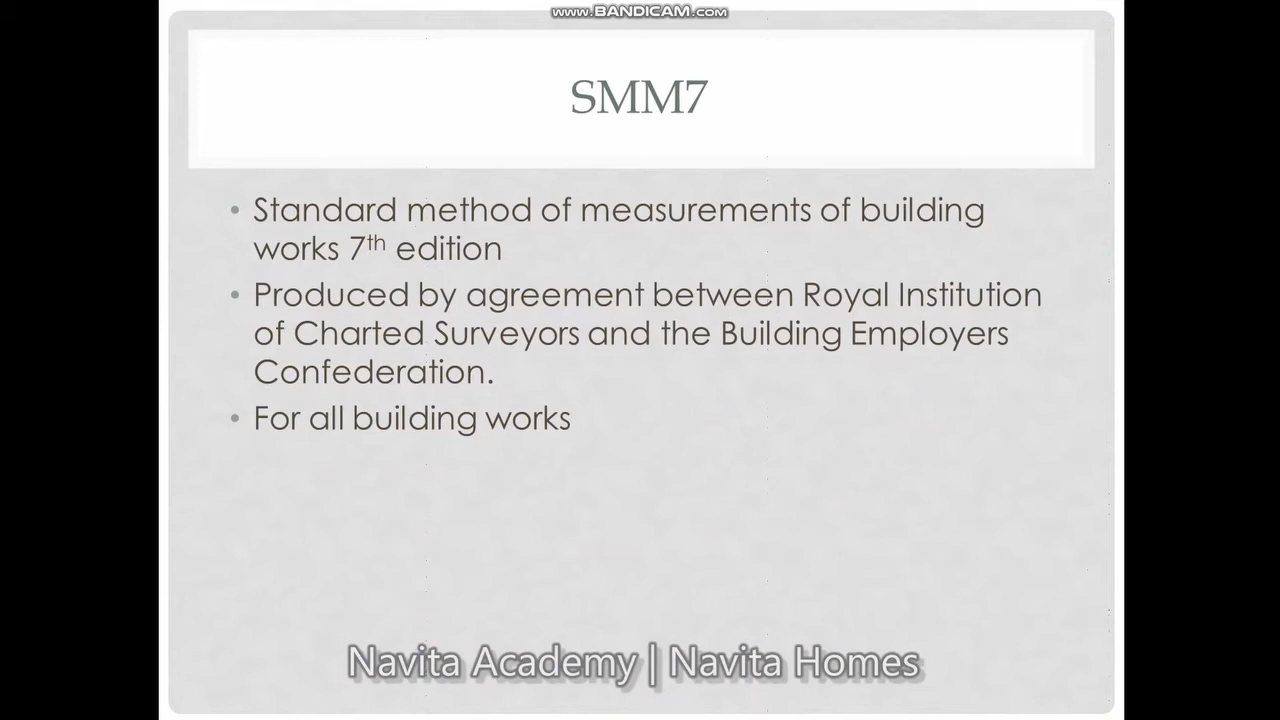 www.BANDICAM.com
SMM7
• Standard method of measurements of building
works 7th edition
• Produced by agreement between Royal Institution
of Charted Surveyors and the Building Employers
Confederation.
• For all building works
Navita Academy | Navita Homes